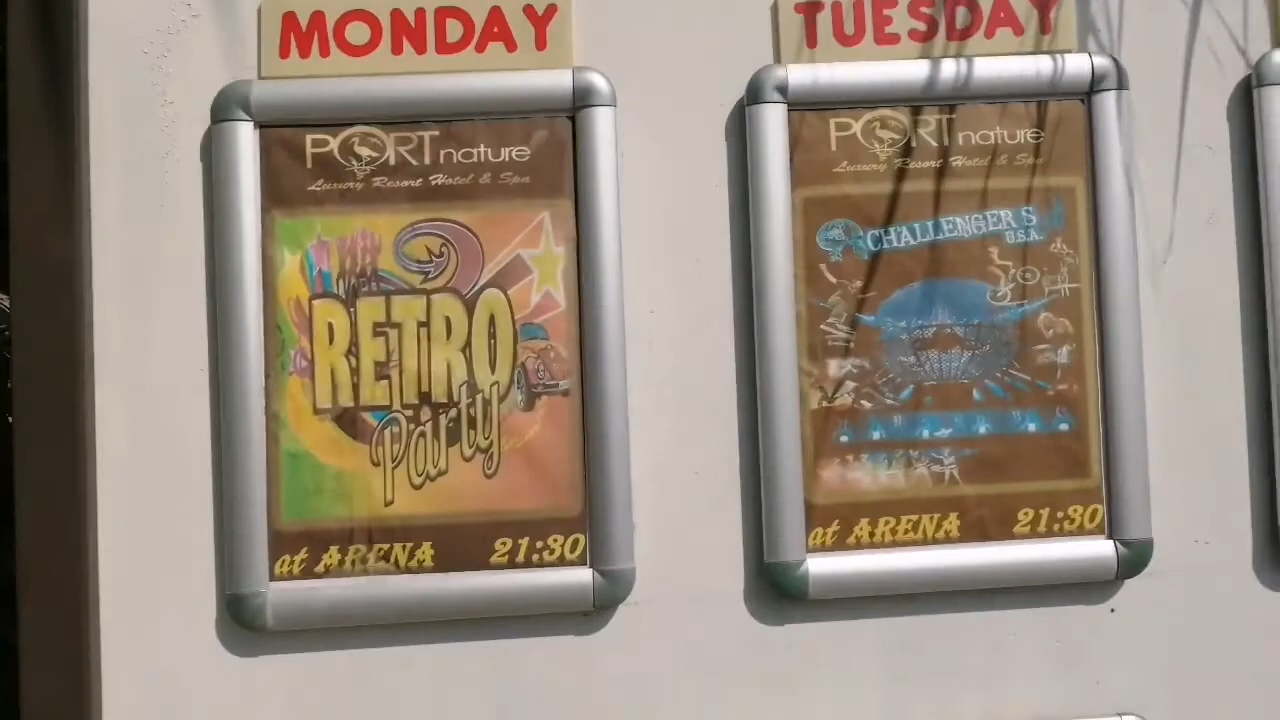 MONDAY
PORT nature
Luxury Resort Hotel & Spa
RETRO
Party
at ARENA 21:30
TUESDAY
PORT nature
Luxury Resort Hotel & Spa
CHALLENGER S
U.S.A.
at ARENA 21:30